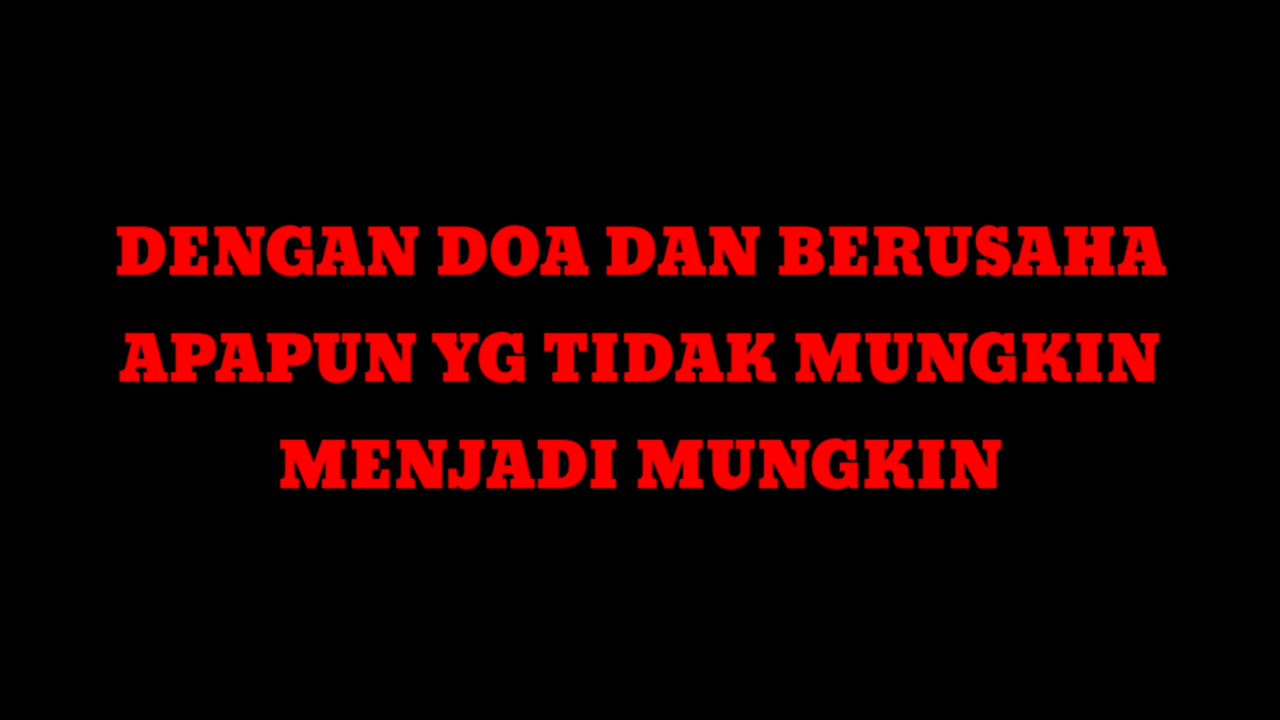 DENGAN DOA DAN BERUSAHA
APAPUN YG TIDAK MUNGKIN
MENJADI MUNGKIN